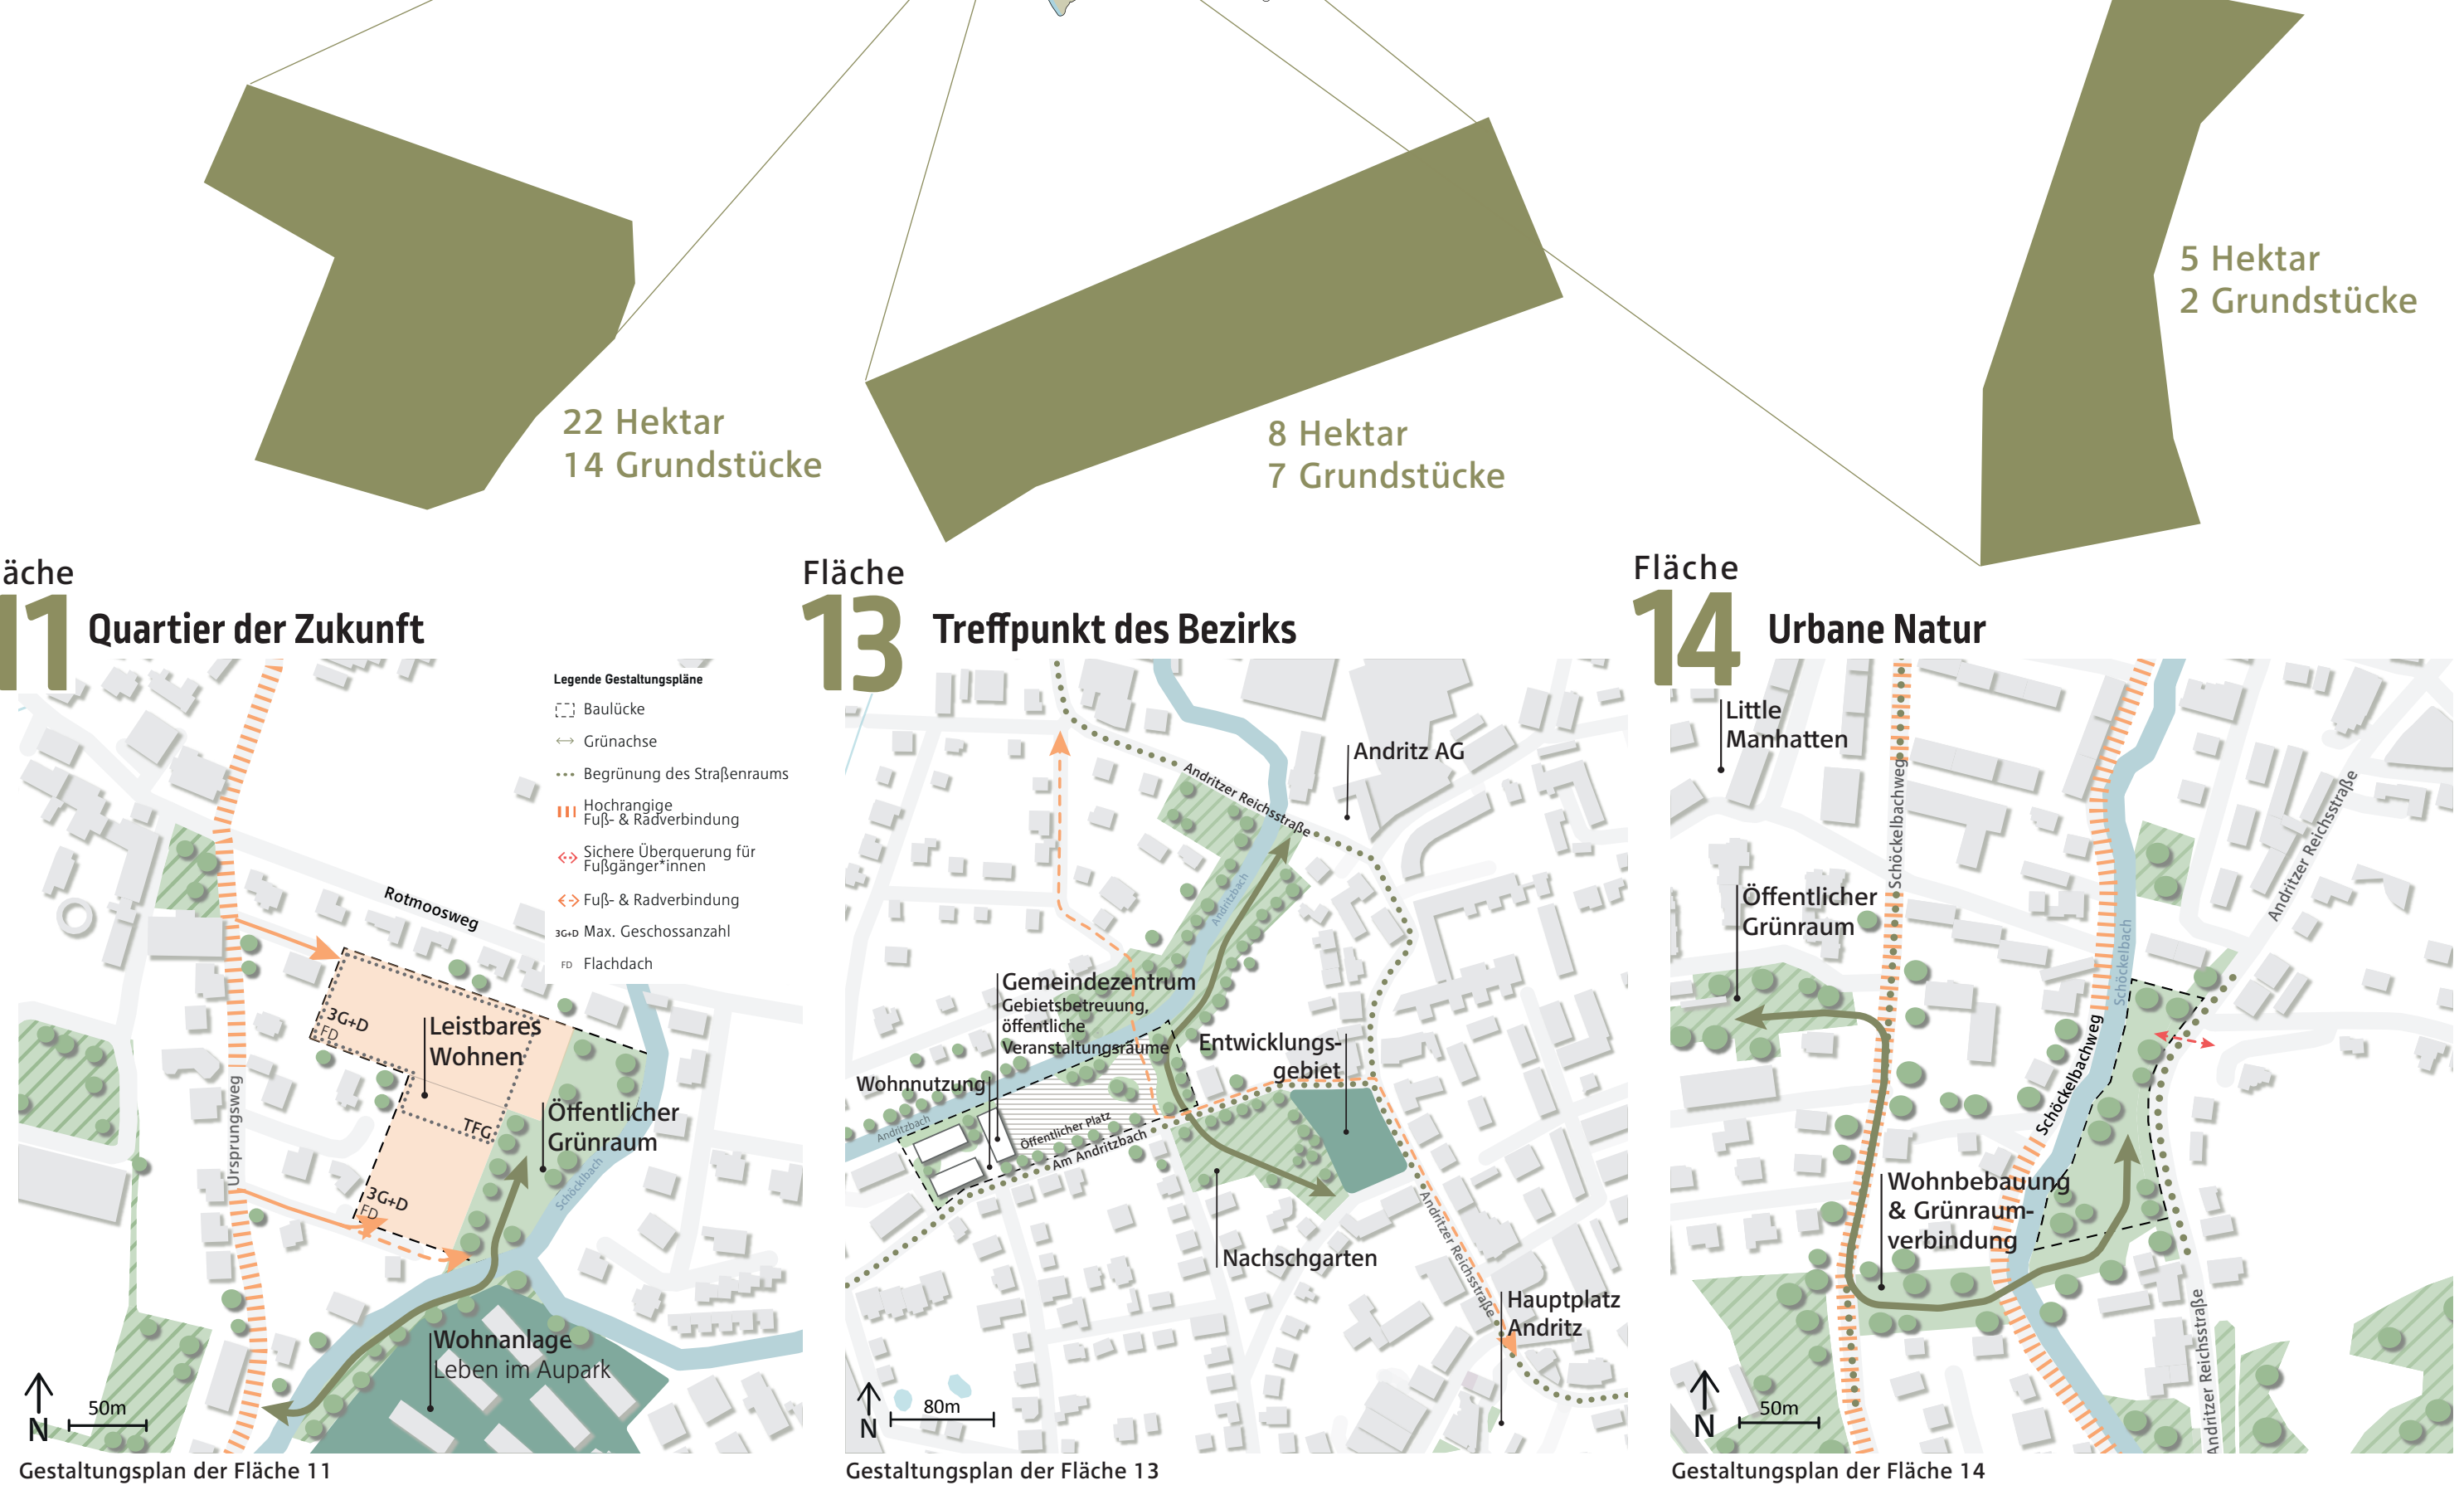 22 Hektar
14 Grundstücke
8 Hektar
7 Grundstücke
5 Hektar
2 Grundstücke
äche
11 Quartier der Zukunft
Legende Gestaltungspläne
Baulücke
Grünachse
Begrünung des Straßenraums
Hochrangige
Fuß- & Radverbindung
Sichere Überquerung für
Fußgänger*innen
Fuß- & Radverbindung
3G+D Max. Geschossanzahl
FD Flachdach
Rotmoosweg
3G+D
FD
Leistbares
Wohnen
TFG
Öffentlicher
Grünraum
Ursprungsweg
Schöcklbach
3G+D
FD
Wohnanlage
Leben im Aupark
N
50m
Gestaltungsplan der Fläche 11
Fläche
13 Treffpunkt des Bezirks
Andritz AG
Andritzer Reichsstraße
Andritzbach
Gemeindezentrum
Gebietsbetreuung,
öffentliche
Veranstaltungsräume
Entwicklungs-
gebiet
Wohnnutzung
Andritzbach
Öffentlicher Platz
Am Andritzbach
Nachschgarten
Andritzer Reichsstraße
Hauptplatz
Andritz
N
80m
Gestaltungsplan der Fläche 13
Fläche
14 Urbane Natur
Little
Manhatten
Schöckelbachweg
Andritzer Reichsstraße
Öffentlicher
Grünraum
Schöckelbach
Schöckelbachweg
Wohnbebauung
& Grünraum-
verbindung
Andritzer Reichsstraße
N
50m
Gestaltungsplan der Fläche 14